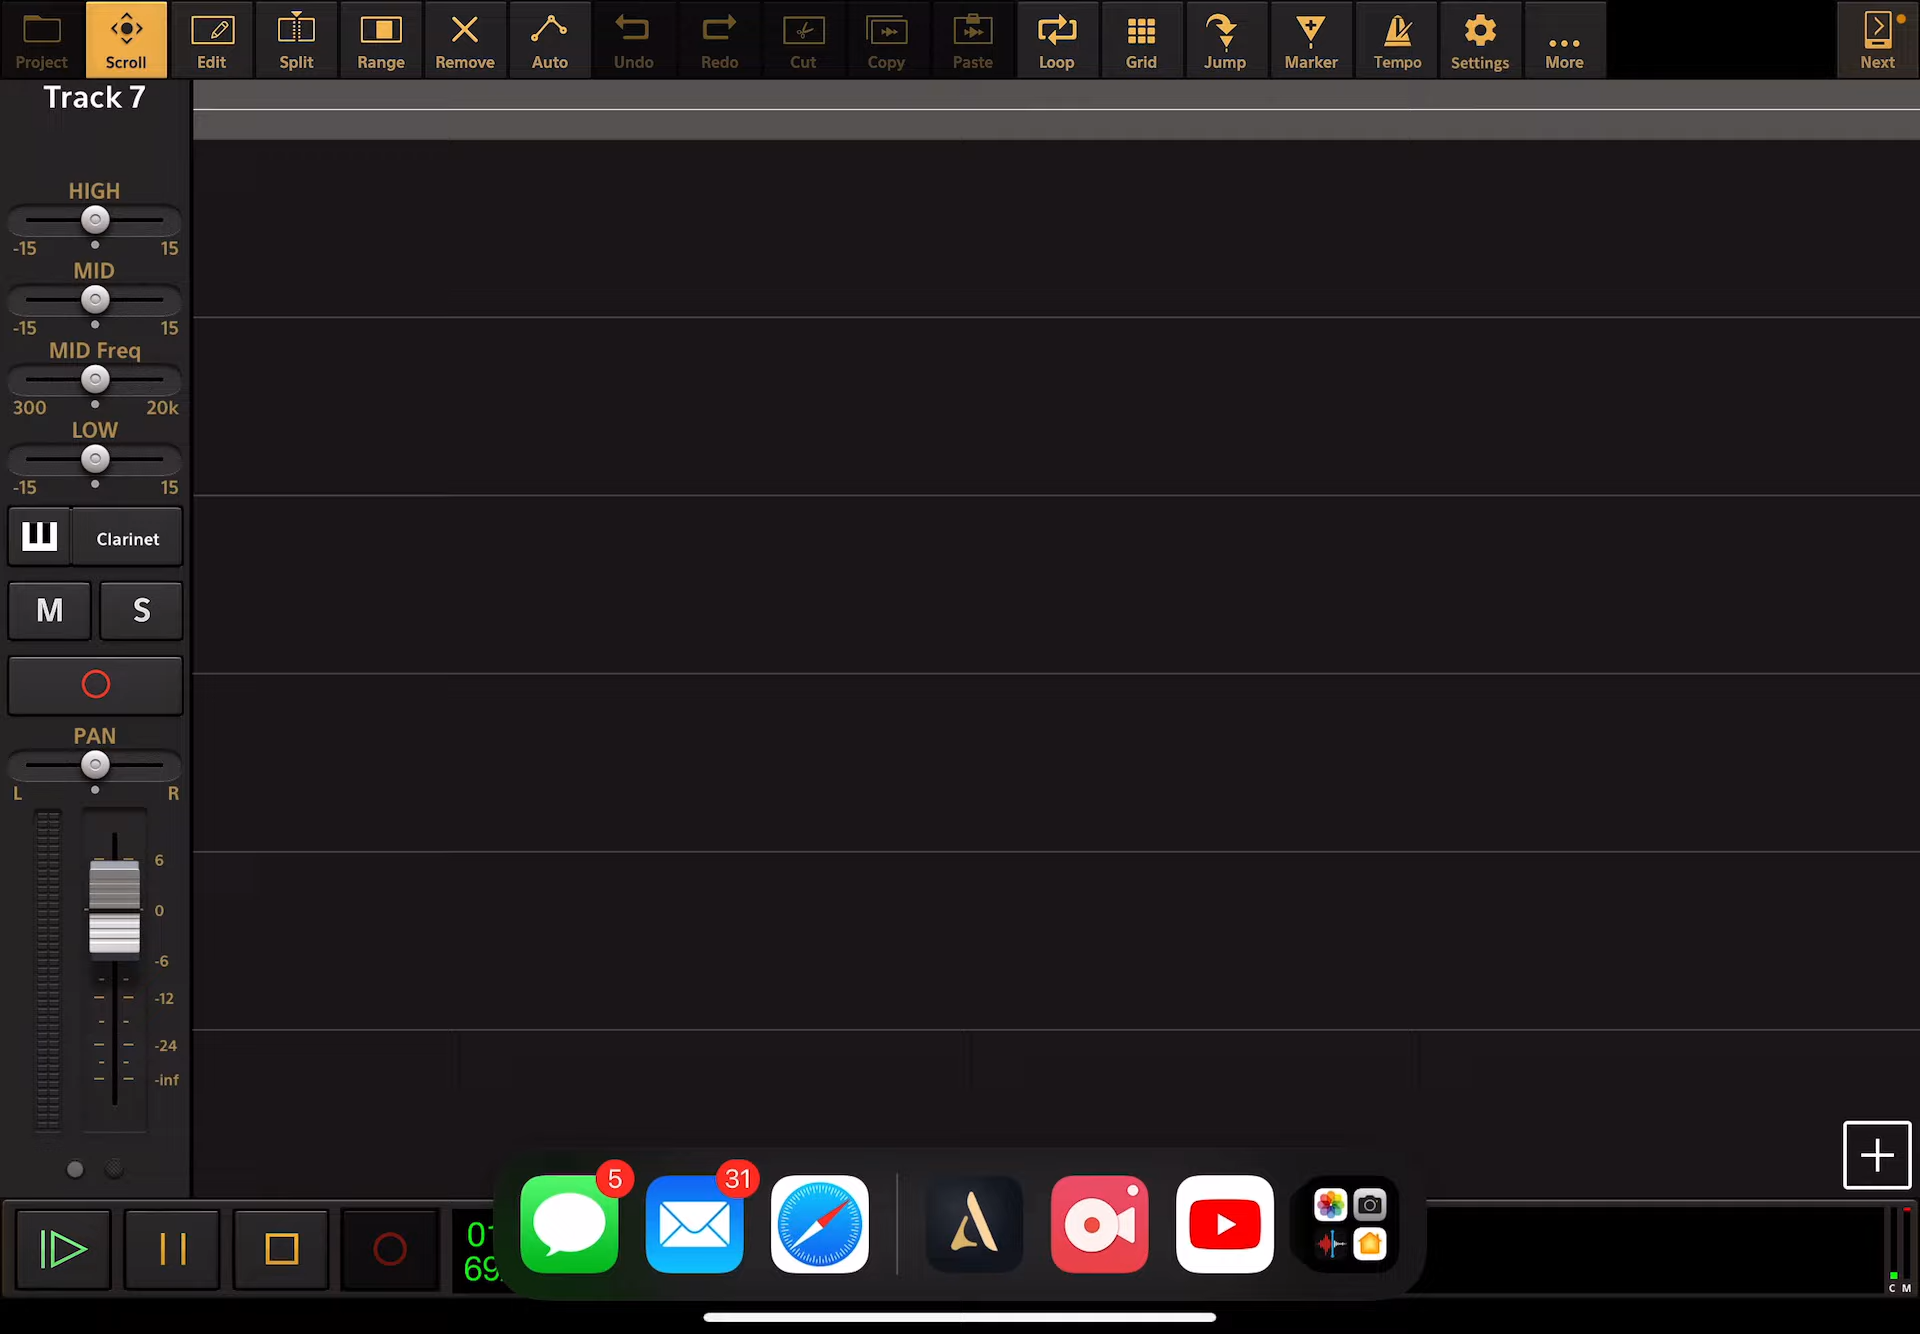 Project Scroll Edit Split Range Remove Auto Undo Redo Cut Copy Paste Loop Grid Jump Marker Tempo Settings More Next
Track 7
HIGH
-15 15
MID
-15 15
MID Freq
300 20k
LOW
-15 15
Clarinet
M S
PAN
L R
6
0
-6
-12
-24
-inf
5 31
01
69
C M